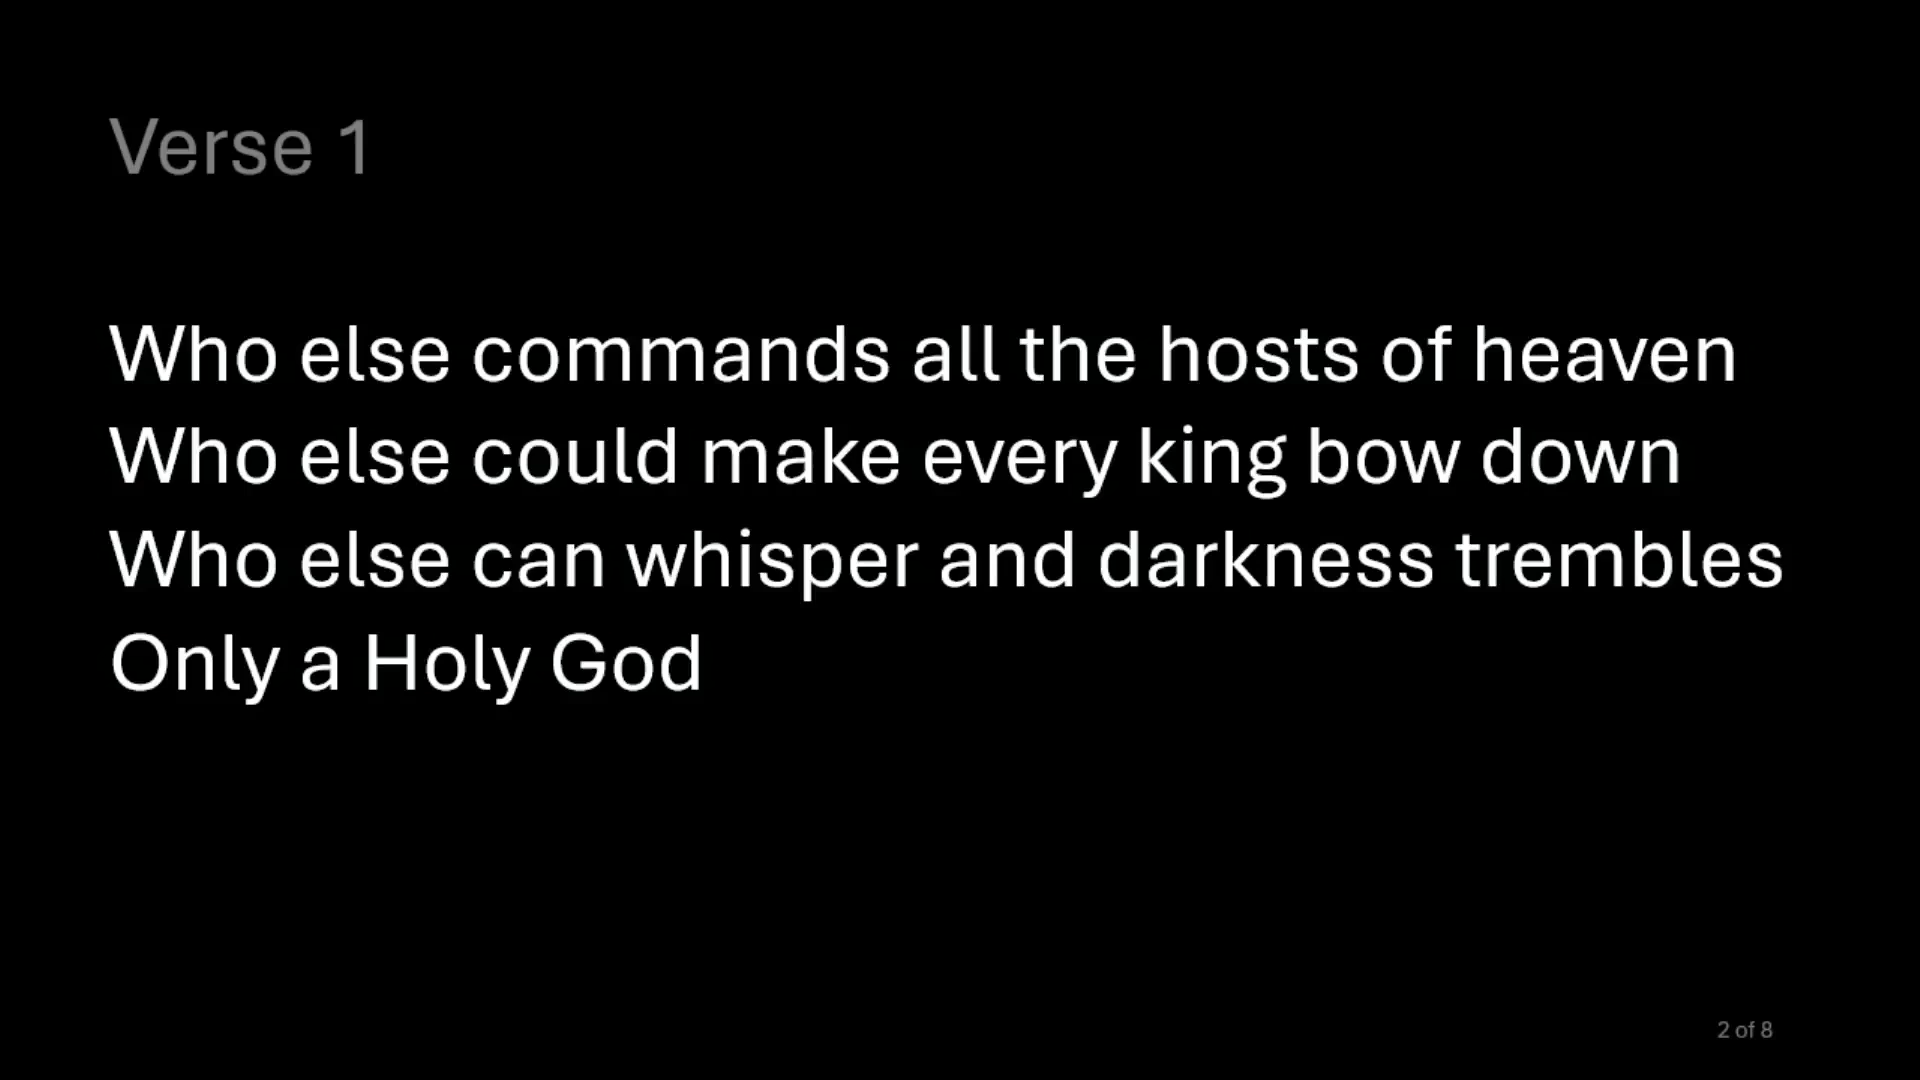 Verse 1
Who else commands all the hosts of heaven
Who else could make every king bow down
Who else can whisper and darkness trembles
Only a Holy God
2 of 8